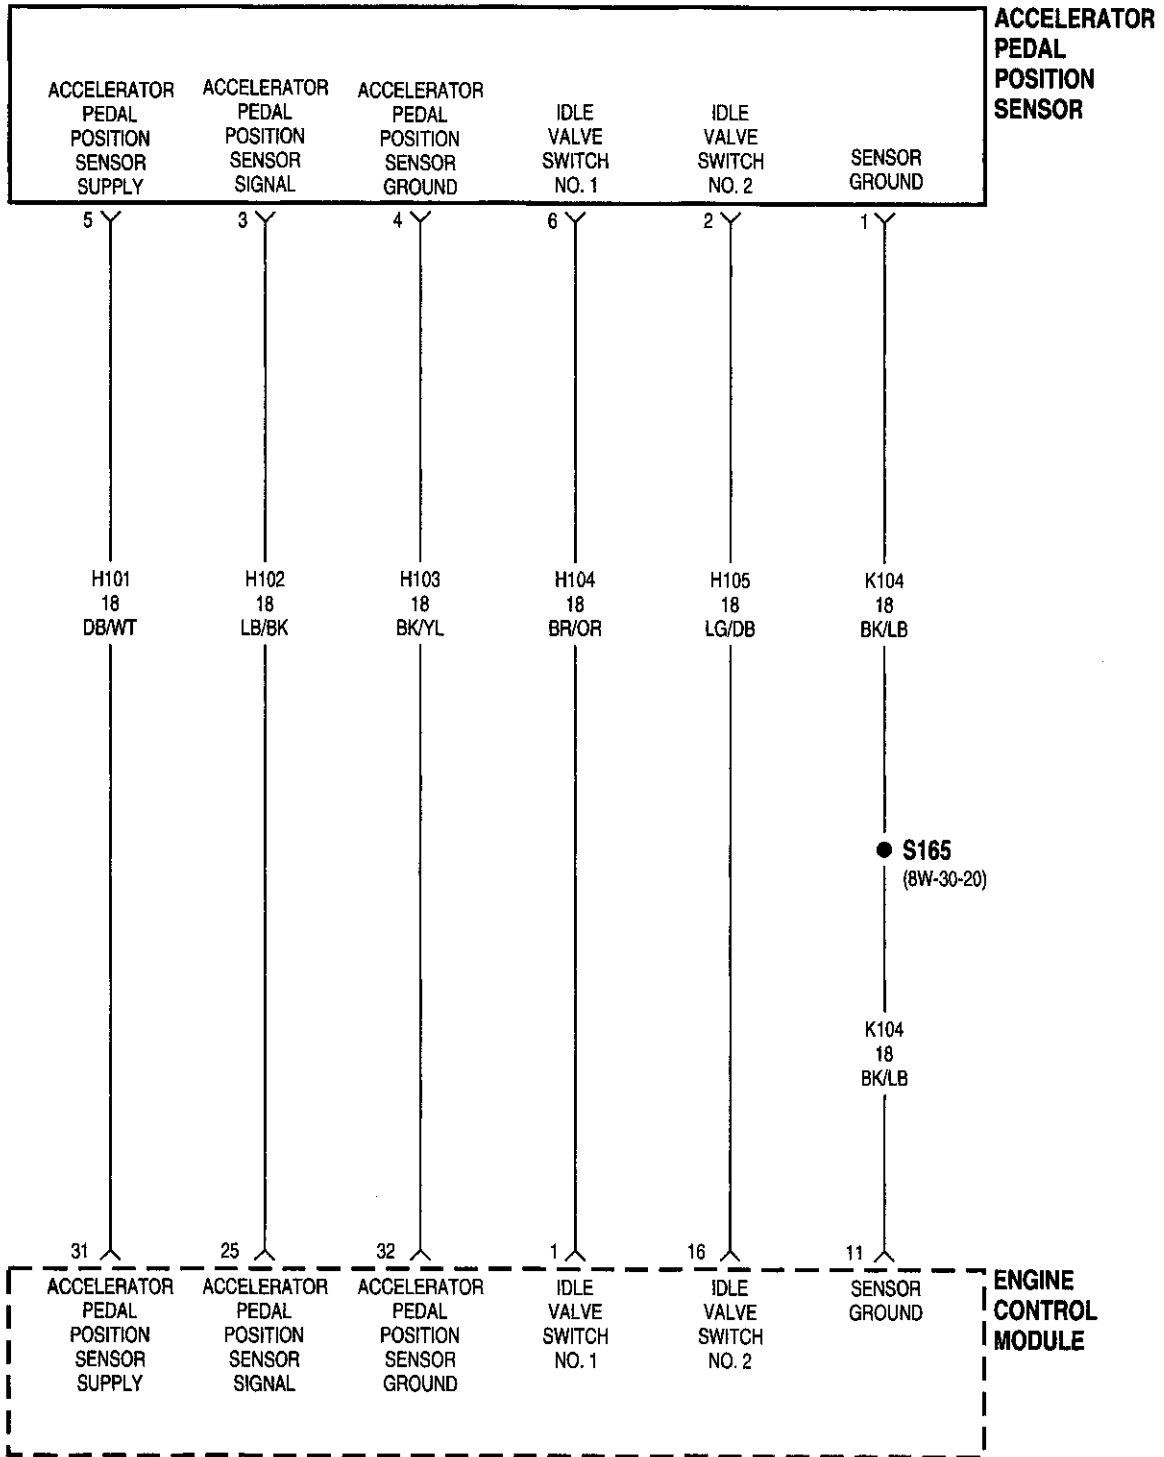 ACCELERATOR
PEDAL
POSITION
SENSOR
ACCELERATOR
PEDAL
POSITION
SENSOR
SUPPLY
ACCELERATOR
PEDAL
POSITION
SENSOR
SIGNAL
ACCELERATOR
PEDAL
POSITION
SENSOR
GROUND
IDLE
VALVE
SWITCH
NO. 1
IDLE
VALVE
SWITCH
NO. 2
SENSOR
GROUND
5
3
4
6
2
1
H101
18
DB/WT
H102
18
LB/BK
H103
18
BK/YL
H104
18
BR/OR
H105
18
LG/DB
K104
18
BK/LB
S165
(8W-30-20)
K104
18
BK/LB
31
25
32
1
16
11
ACCELERATOR
PEDAL
POSITION
SENSOR
SUPPLY
ACCELERATOR
PEDAL
POSITION
SENSOR
SIGNAL
ACCELERATOR
PEDAL
POSITION
SENSOR
GROUND
IDLE
VALVE
SWITCH
NO. 1
IDLE
VALVE
SWITCH
NO. 2
SENSOR
GROUND
ENGINE
CONTROL
MODULE